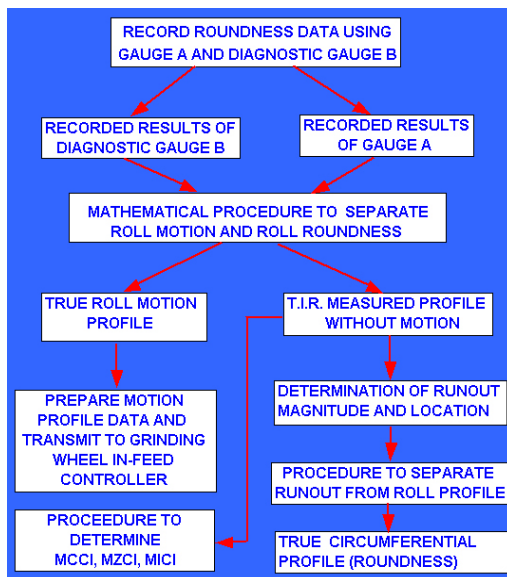 RECORD ROUNDNESS DATA USING
GAUGE A AND DIAGNOSTIC GAUGE B
RECORDED RESULTS OF
DIAGNOSTIC GAUGE B
RECORDED RESULTS
OF GAUGE A
MATHEMATICAL PROCEDURE TO SEPARATE
ROLL MOTION AND ROLL ROUNDNESS
TRUE ROLL MOTION
PROFILE
T.I.R. MEASURED PROFILE
WITHOUT MOTION
PREPARE MOTION
PROFILE DATA AND
TRANSMIT TO GRINDING
WHEEL IN-FEED
CONTROLLER
DETERMINATION OF RUNOUT
MAGNITUDE AND LOCATION
PROCEDURE TO SEPARATE
RUNOUT FROM ROLL PROFILE
PROCEEDURE TO
DETERMINE
MCCI, MZCI, MICI
TRUE CIRCUMFERENTIAL
PROFILE (ROUNDNESS)